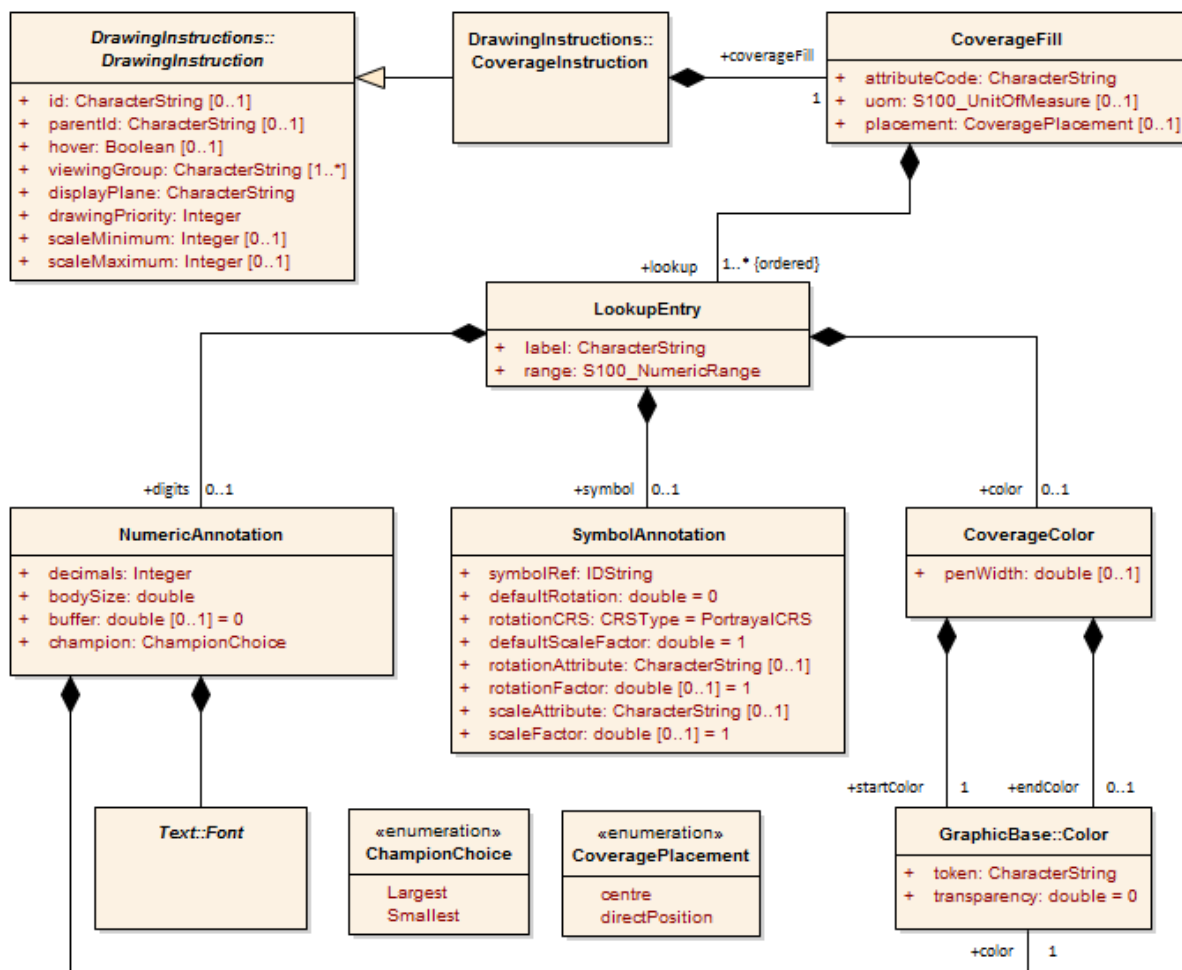 DrawingInstructions::
DrawingInstruction
+ id: CharacterString [0..1]
+ parentId: CharacterString [0..1]
+ hover: Boolean [0..1]
+ viewingGroup: CharacterString [1..*]
+ displayPlane: CharacterString
+ drawingPriority: Integer
+ scaleMinimum: Integer [0..1]
+ scaleMaximum: Integer [0..1]
DrawingInstructions::
CoverageInstruction
+coverageFill
1
CoverageFill
+ attributeCode: CharacterString
+ uom: S100_UnitOfMeasure [0..1]
+ placement: CoveragePlacement [0..1]
+lookup
1..* {ordered}
LookupEntry
+ label: CharacterString
+ range: S100_NumericRange
+digits
0..1
+symbol
0..1
+color
0..1
NumericAnnotation
+ decimals: Integer
+ bodySize: double
+ buffer: double [0..1] = 0
+ champion: ChampionChoice
SymbolAnnotation
+ symbolRef: IDString
+ defaultRotation: double = 0
+ rotationCRS: CRSType = PortrayalCRS
+ defaultScaleFactor: double = 1
+ rotationAttribute: CharacterString [0..1]
+ rotationFactor: double [0..1] = 1
+ scaleAttribute: CharacterString [0..1]
+ scaleFactor: double [0..1] = 1
CoverageColor
+ penWidth: double [0..1]
+startColor
1
+endColor
0..1
Text::Font
«enumeration»
ChampionChoice
Largest
Smallest
«enumeration»
CoveragePlacement
centre
directPosition
GraphicBase::Color
+ token: CharacterString
+ transparency: double = 0
+color
1